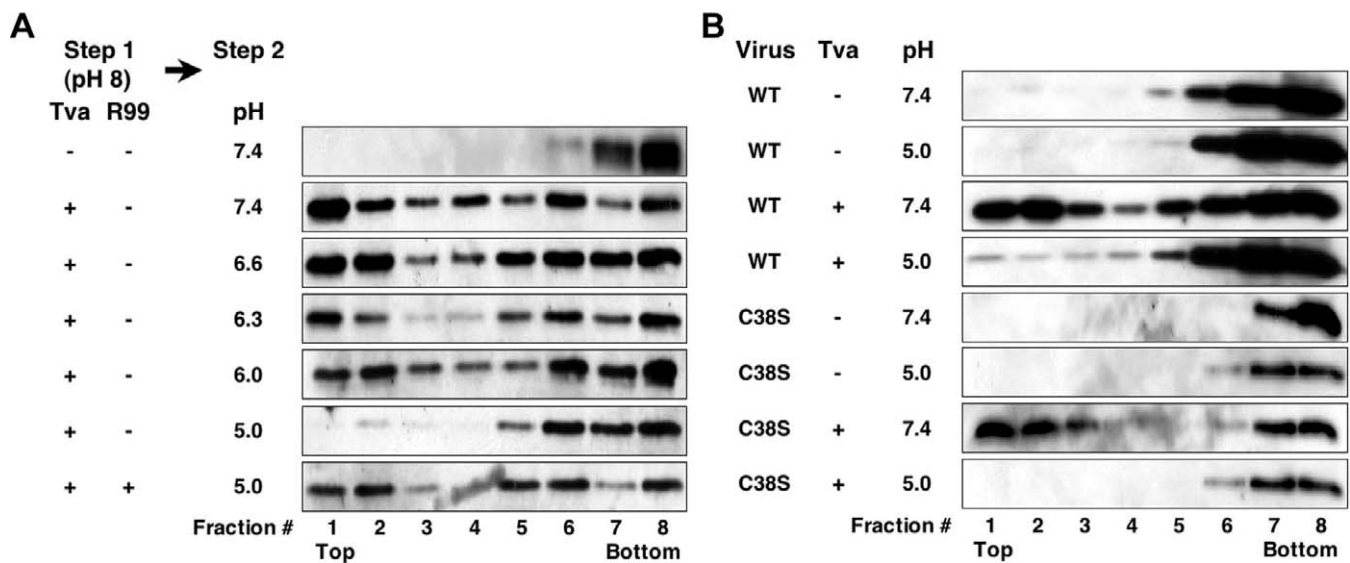 A
Step 1 → Step 2
(pH 8)
Tva R99 pH
- - 7.4
+ - 7.4
+ - 6.6
+ - 6.3
+ - 6.0
+ - 5.0
+ + 5.0
Fraction # 1 2 3 4 5 6 7 8
Top Bottom
B
Virus Tva pH
WT - 7.4
WT - 5.0
WT + 7.4
WT + 5.0
C38S - 7.4
C38S - 5.0
C38S + 7.4
C38S + 5.0
Fraction # 1 2 3 4 5 6 7 8
Top Bottom